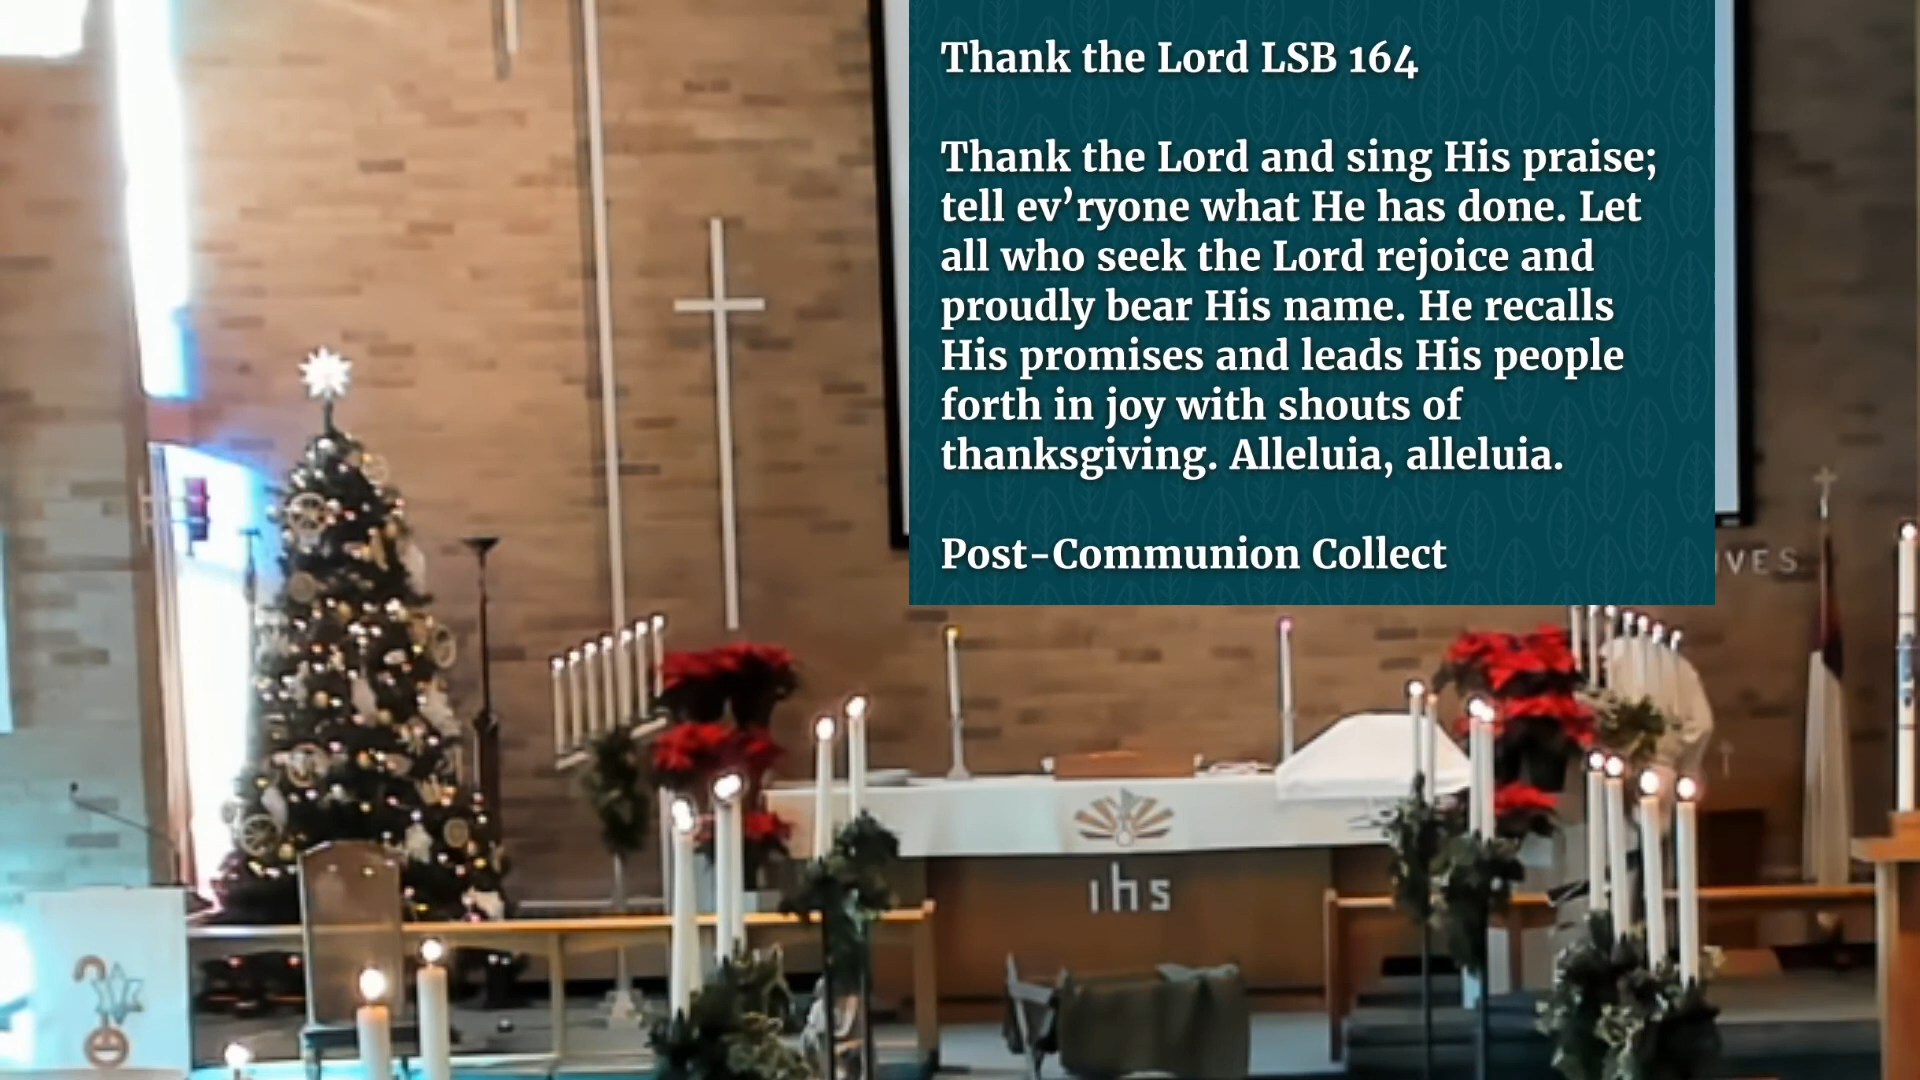 Thank the Lord LSB 164
Thank the Lord and sing His praise;
tell ev’ryone what He has done. Let
all who seek the Lord rejoice and
proudly bear His name. He recalls
His promises and leads His people
forth in joy with shouts of
thanksgiving. Alleluia, alleluia.
Post-Communion Collect
IVES
ihs